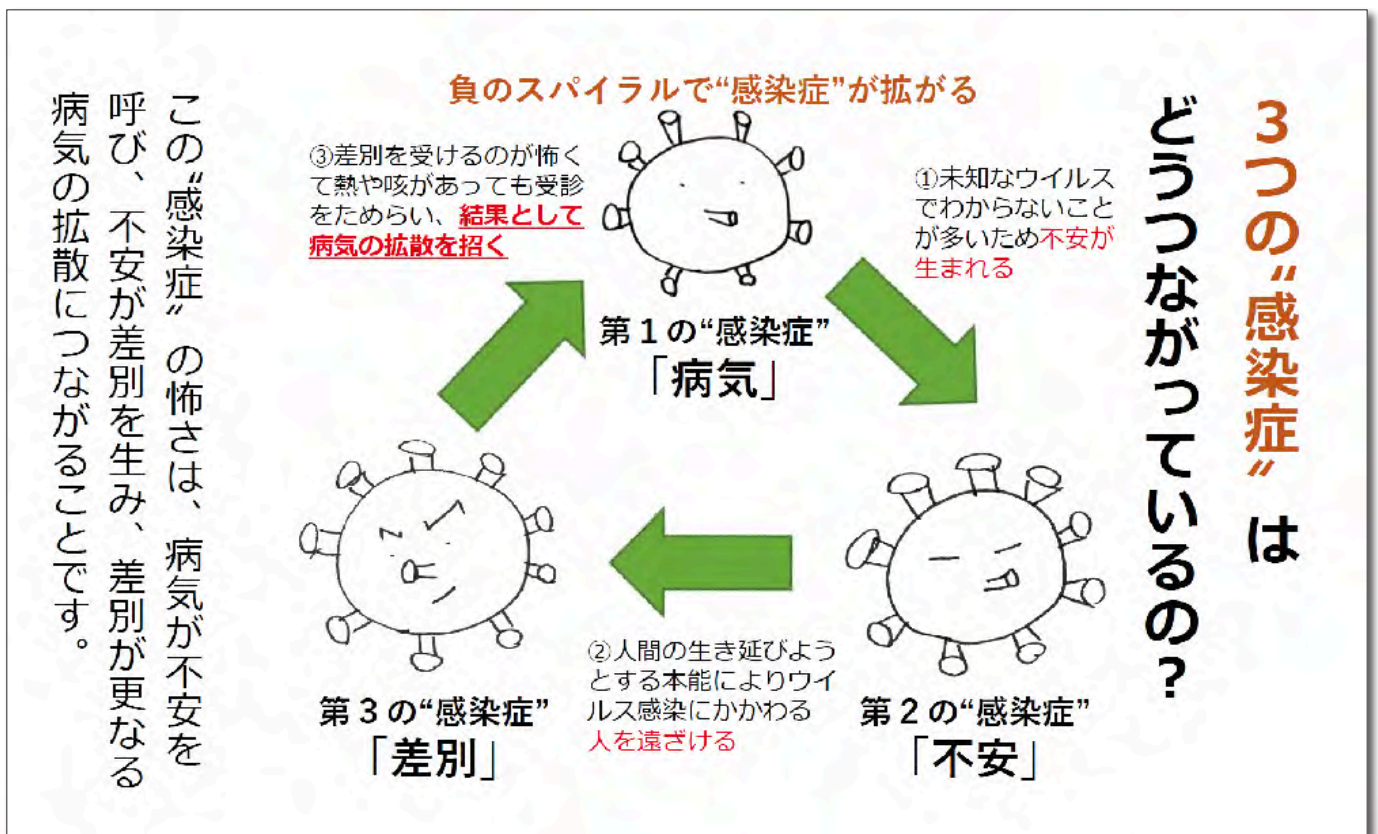 3つの〝感染症〟は
どうつながっているの？
負のスパイラルで“感染症”が拡がる
①未知なウイルス
でわからないこと
が多いため不安が
生まれる
第1の“感染症”
「病気」
③差別を受けるのが怖く
て熱や咳があっても受診
をためらい、結果として
病気の拡散を招く
第2の“感染症”
「不安」
②人間の生き延びよう
とする本能によりウイ
ルス感染にかかわる
人を遠ざける
第3の“感染症”
「差別」
この〝感染症〟の怖さは、病気が不安を
呼び、不安が差別を生み、差別が更なる
病気の拡散につながることです。